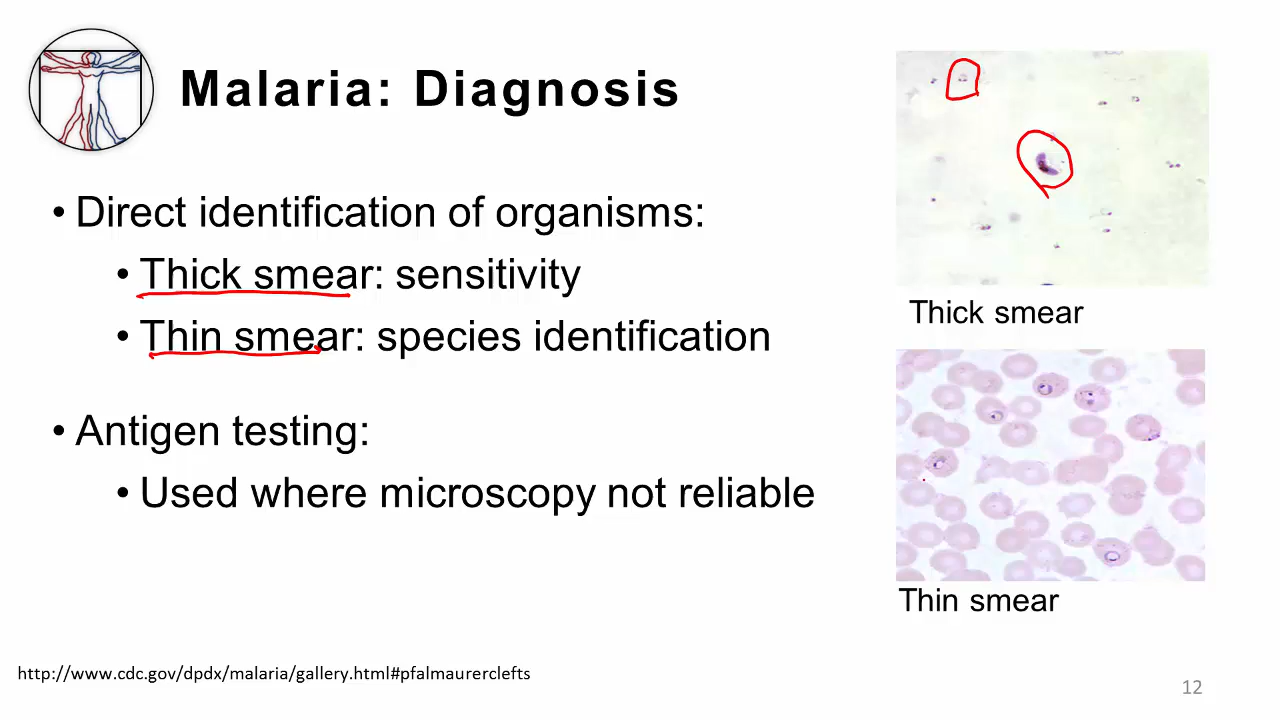 Malaria: Diagnosis
• Direct identification of organisms:
• Thick smear: sensitivity
• Thin smear: species identification
• Antigen testing:
• Used where microscopy not reliable
Thick smear
Thin smear
http://www.cdc.gov/dpdx/malaria/gallery.html#pfalmaurerclefts
12